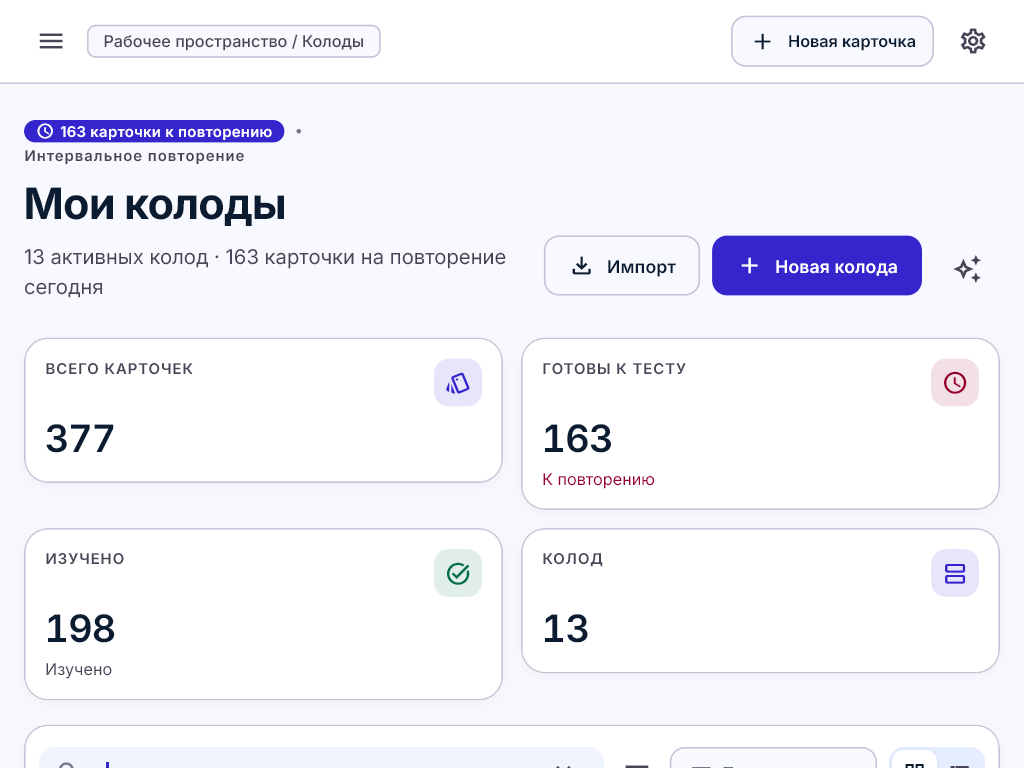 Рабочее пространство / Колоды
Новая карточка
163 карточки к повторению •
Интервальное повторение
Мои колоды
13 активных колод · 163 карточки на повторение
сегодня
Импорт
Новая колода
ВСЕГО КАРТОЧЕК
377
ГОТОВЫ К ТЕСТУ
163
К повторению
ИЗУЧЕНО
198
Изучено
КОЛОД
13